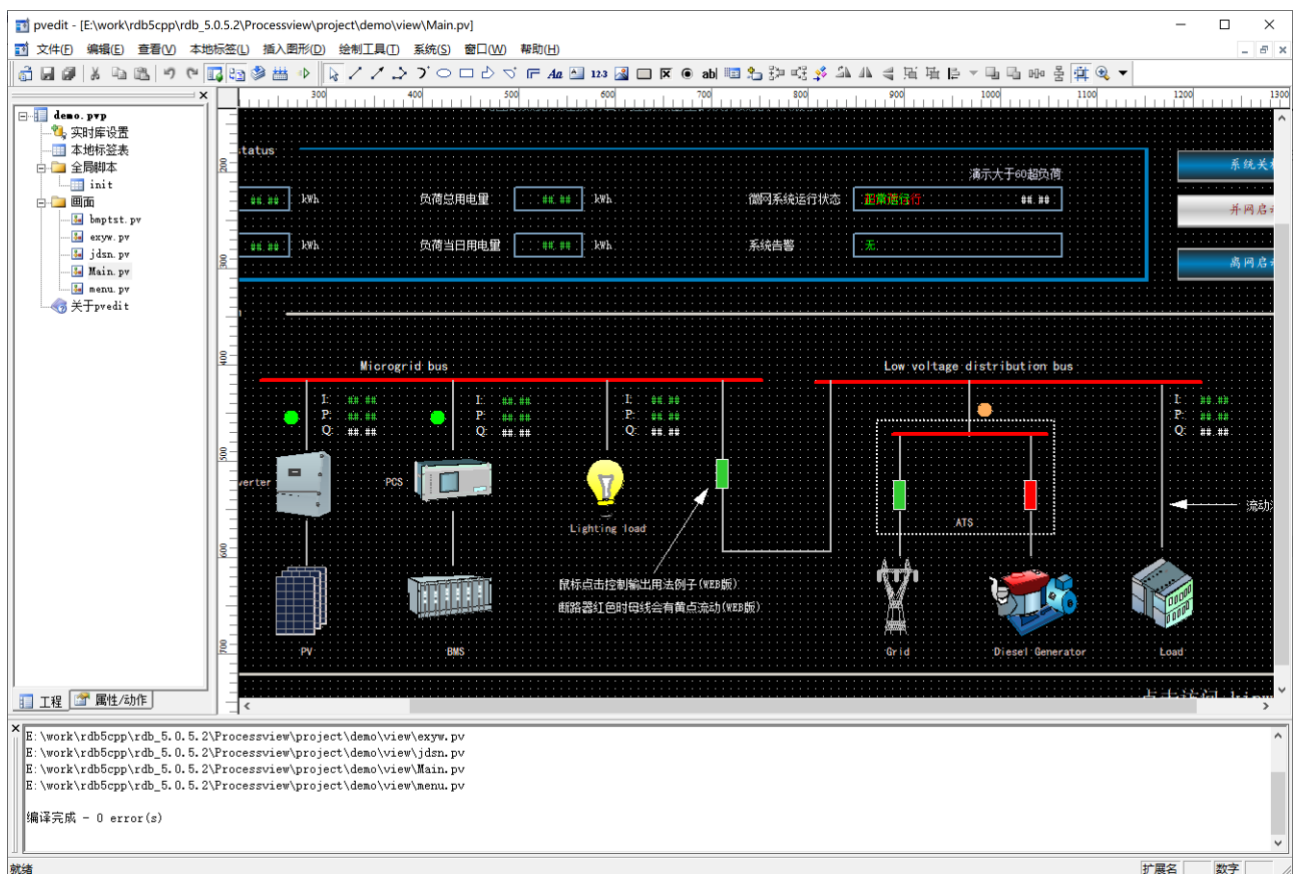 pvedit - [E:\work\rdb5cpp\rdb_5.0.5.2\Processview\project\demo\view\Main.pv]
文件(F) 编辑(E) 查看(V) 本地标签(L) 插入图形(D) 绘制工具(T) 系统(S) 窗口(W) 帮助(H)
Aa 123 ab
300 400 500 600 700 800 900 1000 1100 1200 1300
demo.pvp
实时库设置
本地标签表
全局脚本
init
画面
bmptst.pv
exyw.pv
jdsn.pv
Main.pv
menu.pv
关于pvedit
工程 属性/动作
200
300
400
500
600
700
status
演示大于60超负荷
##.## kWh 负荷总用电量 ##.## kWh 微网系统运行状态 ##.##
##.## kWh 负荷当日用电量 ##.## kWh 系统告警 无
系统关
并网启
离网启
Microgrid bus Low voltage distribution bus
I: ##.## I: ##.## I: ##.## I: ##.##
P: ##.## P: ##.## P: ##.## P: ##.##
Q: ##.## Q: ##.## Q: ##.## Q: ##.##
verter PCS
流动
ATS
Lighting load
鼠标点击控制输出用法例子(WEB版)
断路器红色时母线会有黄点流动(WEB版)
PV BMS Grid Diesel Generator Load
E:\work\rdb5cpp\rdb_5.0.5.2\Processview\project\demo\view\exyw.pv
E:\work\rdb5cpp\rdb_5.0.5.2\Processview\project\demo\view\jdsn.pv
E:\work\rdb5cpp\rdb_5.0.5.2\Processview\project\demo\view\Main.pv
E:\work\rdb5cpp\rdb_5.0.5.2\Processview\project\demo\view\menu.pv
编译完成 - 0 error(s)
就绪 扩展名 数字